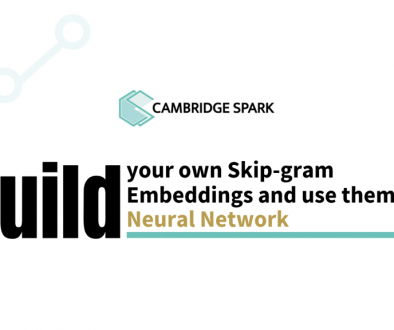 CAMBRIDGE SPARK
uild
your own Skip-gram
Embeddings and use them
Neural Network